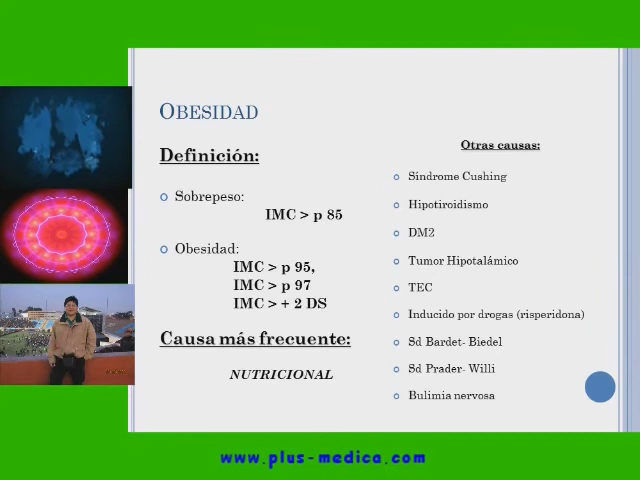 OBESIDAD
Definición:
Sobrepeso:
IMC > p 85
Obesidad:
IMC > p 95,
IMC > p 97
IMC > + 2 DS
Causa más frecuente:
NUTRICIONAL
Otras causas:
Síndrome Cushing
Hipotiroidismo
DM2
Tumor Hipotalámico
TEC
Inducido por drogas (risperidona)
Sd Bardet- Biedel
Sd Prader- Willi
Bulimia nervosa
www.plus-medica.com